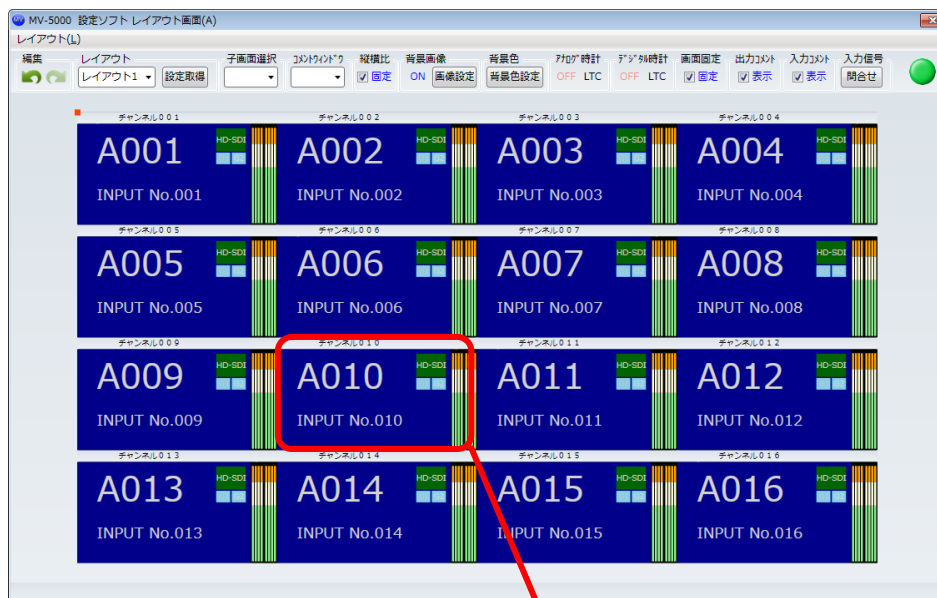 MV-5000 設定ソフト レイアウト画面(A)
レイアウト(L)
編集 レイアウト 子画面選択 コメントウィンドウ 縦横比 背景画像 背景色 アナログ時計 デジタル時計 画面固定 出力コメント 入力コメント 入力信号
レイアウト1 設定取得 固定 ON 画像設定 背景色設定 OFF LTC OFF LTC 固定 表示 表示 問合せ
チャンネル001 チャンネル002 チャンネル003 チャンネル004
A001 HD-SDI A002 HD-SDI A003 HD-SDI A004 HD-SDI
INPUT No.001 INPUT No.002 INPUT No.003 INPUT No.004
チャンネル005 チャンネル006 チャンネル007 チャンネル008
A005 HD-SDI A006 HD-SDI A007 HD-SDI A008 HD-SDI
INPUT No.005 INPUT No.006 INPUT No.007 INPUT No.008
チャンネル009 チャンネル010 チャンネル011 チャンネル012
A009 HD-SDI A010 HD-SDI A011 HD-SDI A012 HD-SDI
INPUT No.009 INPUT No.010 INPUT No.011 INPUT No.012
チャンネル013 チャンネル014 チャンネル015 チャンネル016
A013 HD-SDI A014 HD-SDI A015 HD-SDI A016 HD-SDI
INPUT No.013 INPUT No.014 INPUT No.015 INPUT No.016